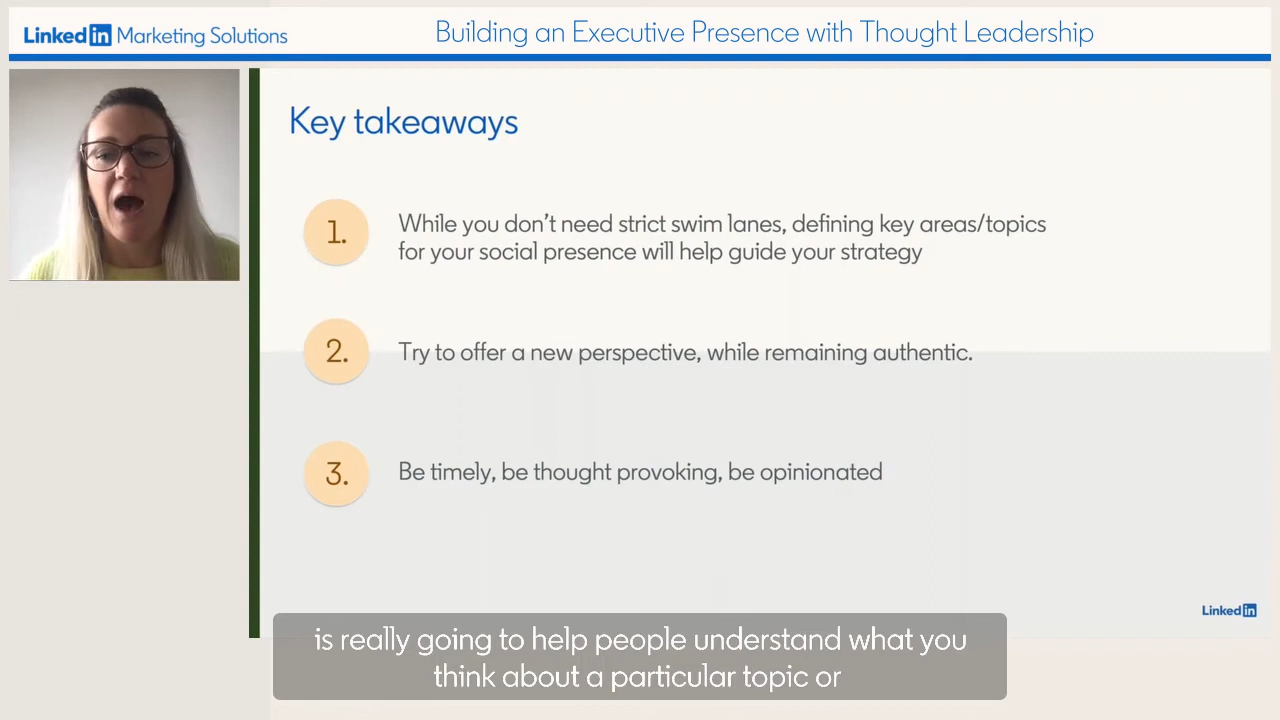 LinkedIn Marketing Solutions
Building an Executive Presence with Thought Leadership
Key takeaways
1.
While you don't need strict swim lanes, defining key areas/topics
for your social presence will help guide your strategy
2.
Try to offer a new perspective, while remaining authentic.
3.
Be timely, be thought provoking, be opinionated
LinkedIn
is really going to help people understand what you
think about a particular topic or